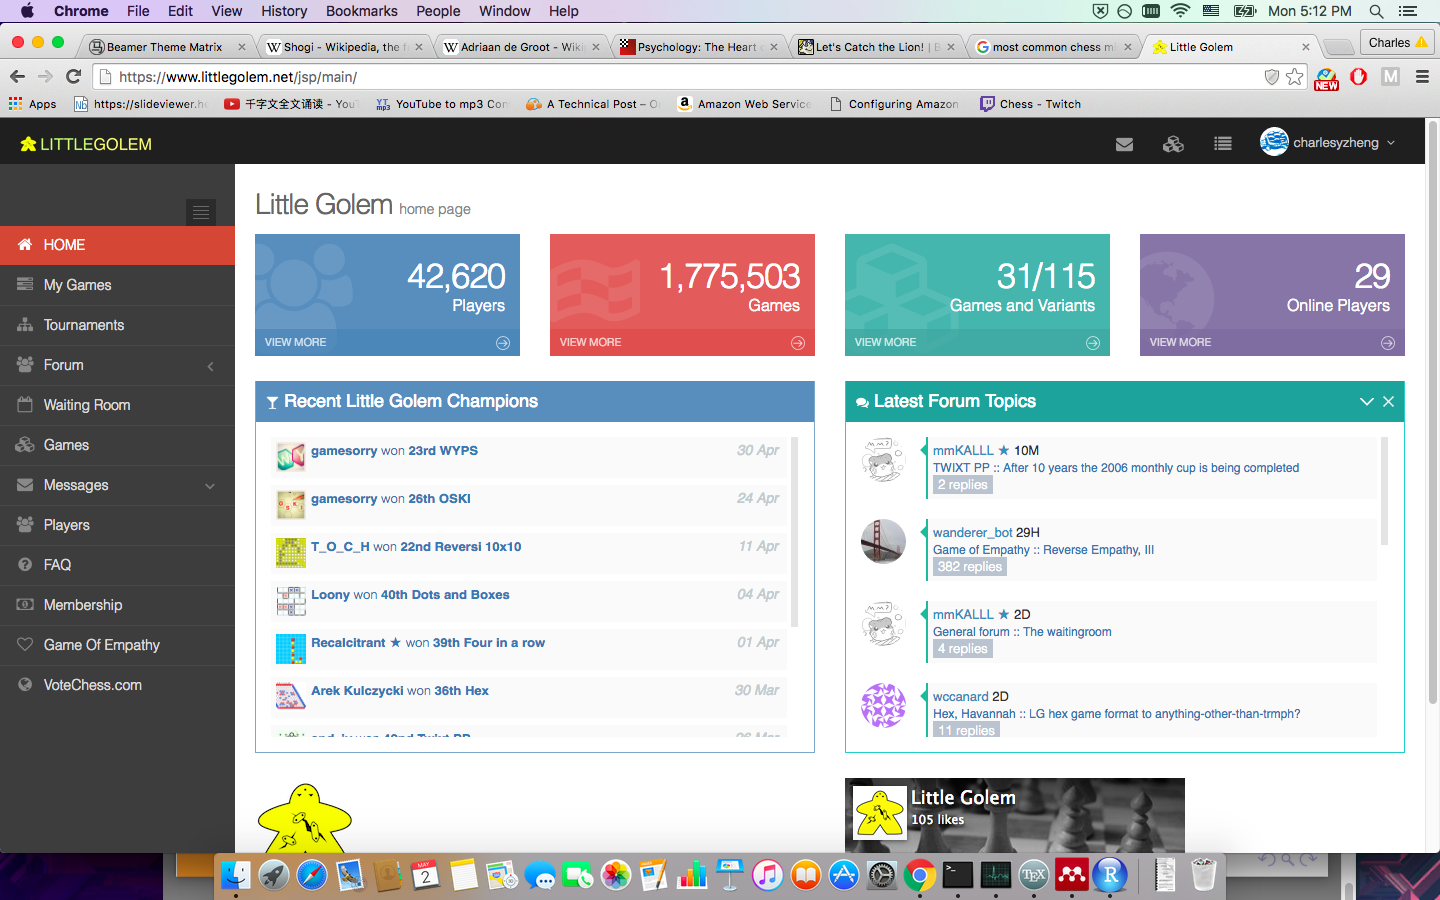 Chrome File Edit View History Bookmarks People Window Help Mon 5:12 PM
Beamer Theme Matrix
Shogi - Wikipedia, the f
Adriaan de Groot - Wiki
Psychology: The Heart
Let's Catch the Lion! |
most common chess m
Little Golem
Charles
https://www.littlegolem.net/jsp/main/
NEW
M
Apps
https://slideviewer.he
千字文全文诵读 - You
YT mp3
YouTube to mp3 Con
A Technical Post – O
Amazon Web Service
Configuring Amazon
Chess - Twitch
LITTLEGOLEM
charlesyzheng
HOME
My Games
Tournaments
Forum
Waiting Room
Games
Messages
Players
FAQ
Membership
Game Of Empathy
VoteChess.com
Little Golem home page
42,620
Players
VIEW MORE
1,775,503
Games
VIEW MORE
31/115
Games and Variants
VIEW MORE
29
Online Players
VIEW MORE
Recent Little Golem Champions
gamesorry won 23rd WYPS 30 Apr
gamesorry won 26th OSKI 24 Apr
T_O_C_H won 22nd Reversi 10x10 11 Apr
Loony won 40th Dots and Boxes 04 Apr
Recalcitrant ★ won 39th Four in a row 01 Apr
Arek Kulczycki won 36th Hex 30 Mar
Latest Forum Topics
mmKALLL ★ 10M
TWIXT PP :: After 10 years the 2006 monthly cup is being completed
2 replies
wanderer_bot 29H
Game of Empathy :: Reverse Empathy, III
382 replies
mmKALLL ★ 2D
General forum :: The waitingroom
4 replies
wccanard 2D
Hex, Havannah :: LG hex game format to anything-other-than-trmph?
11 replies
Little Golem
105 likes
MAY
2
TEX
R